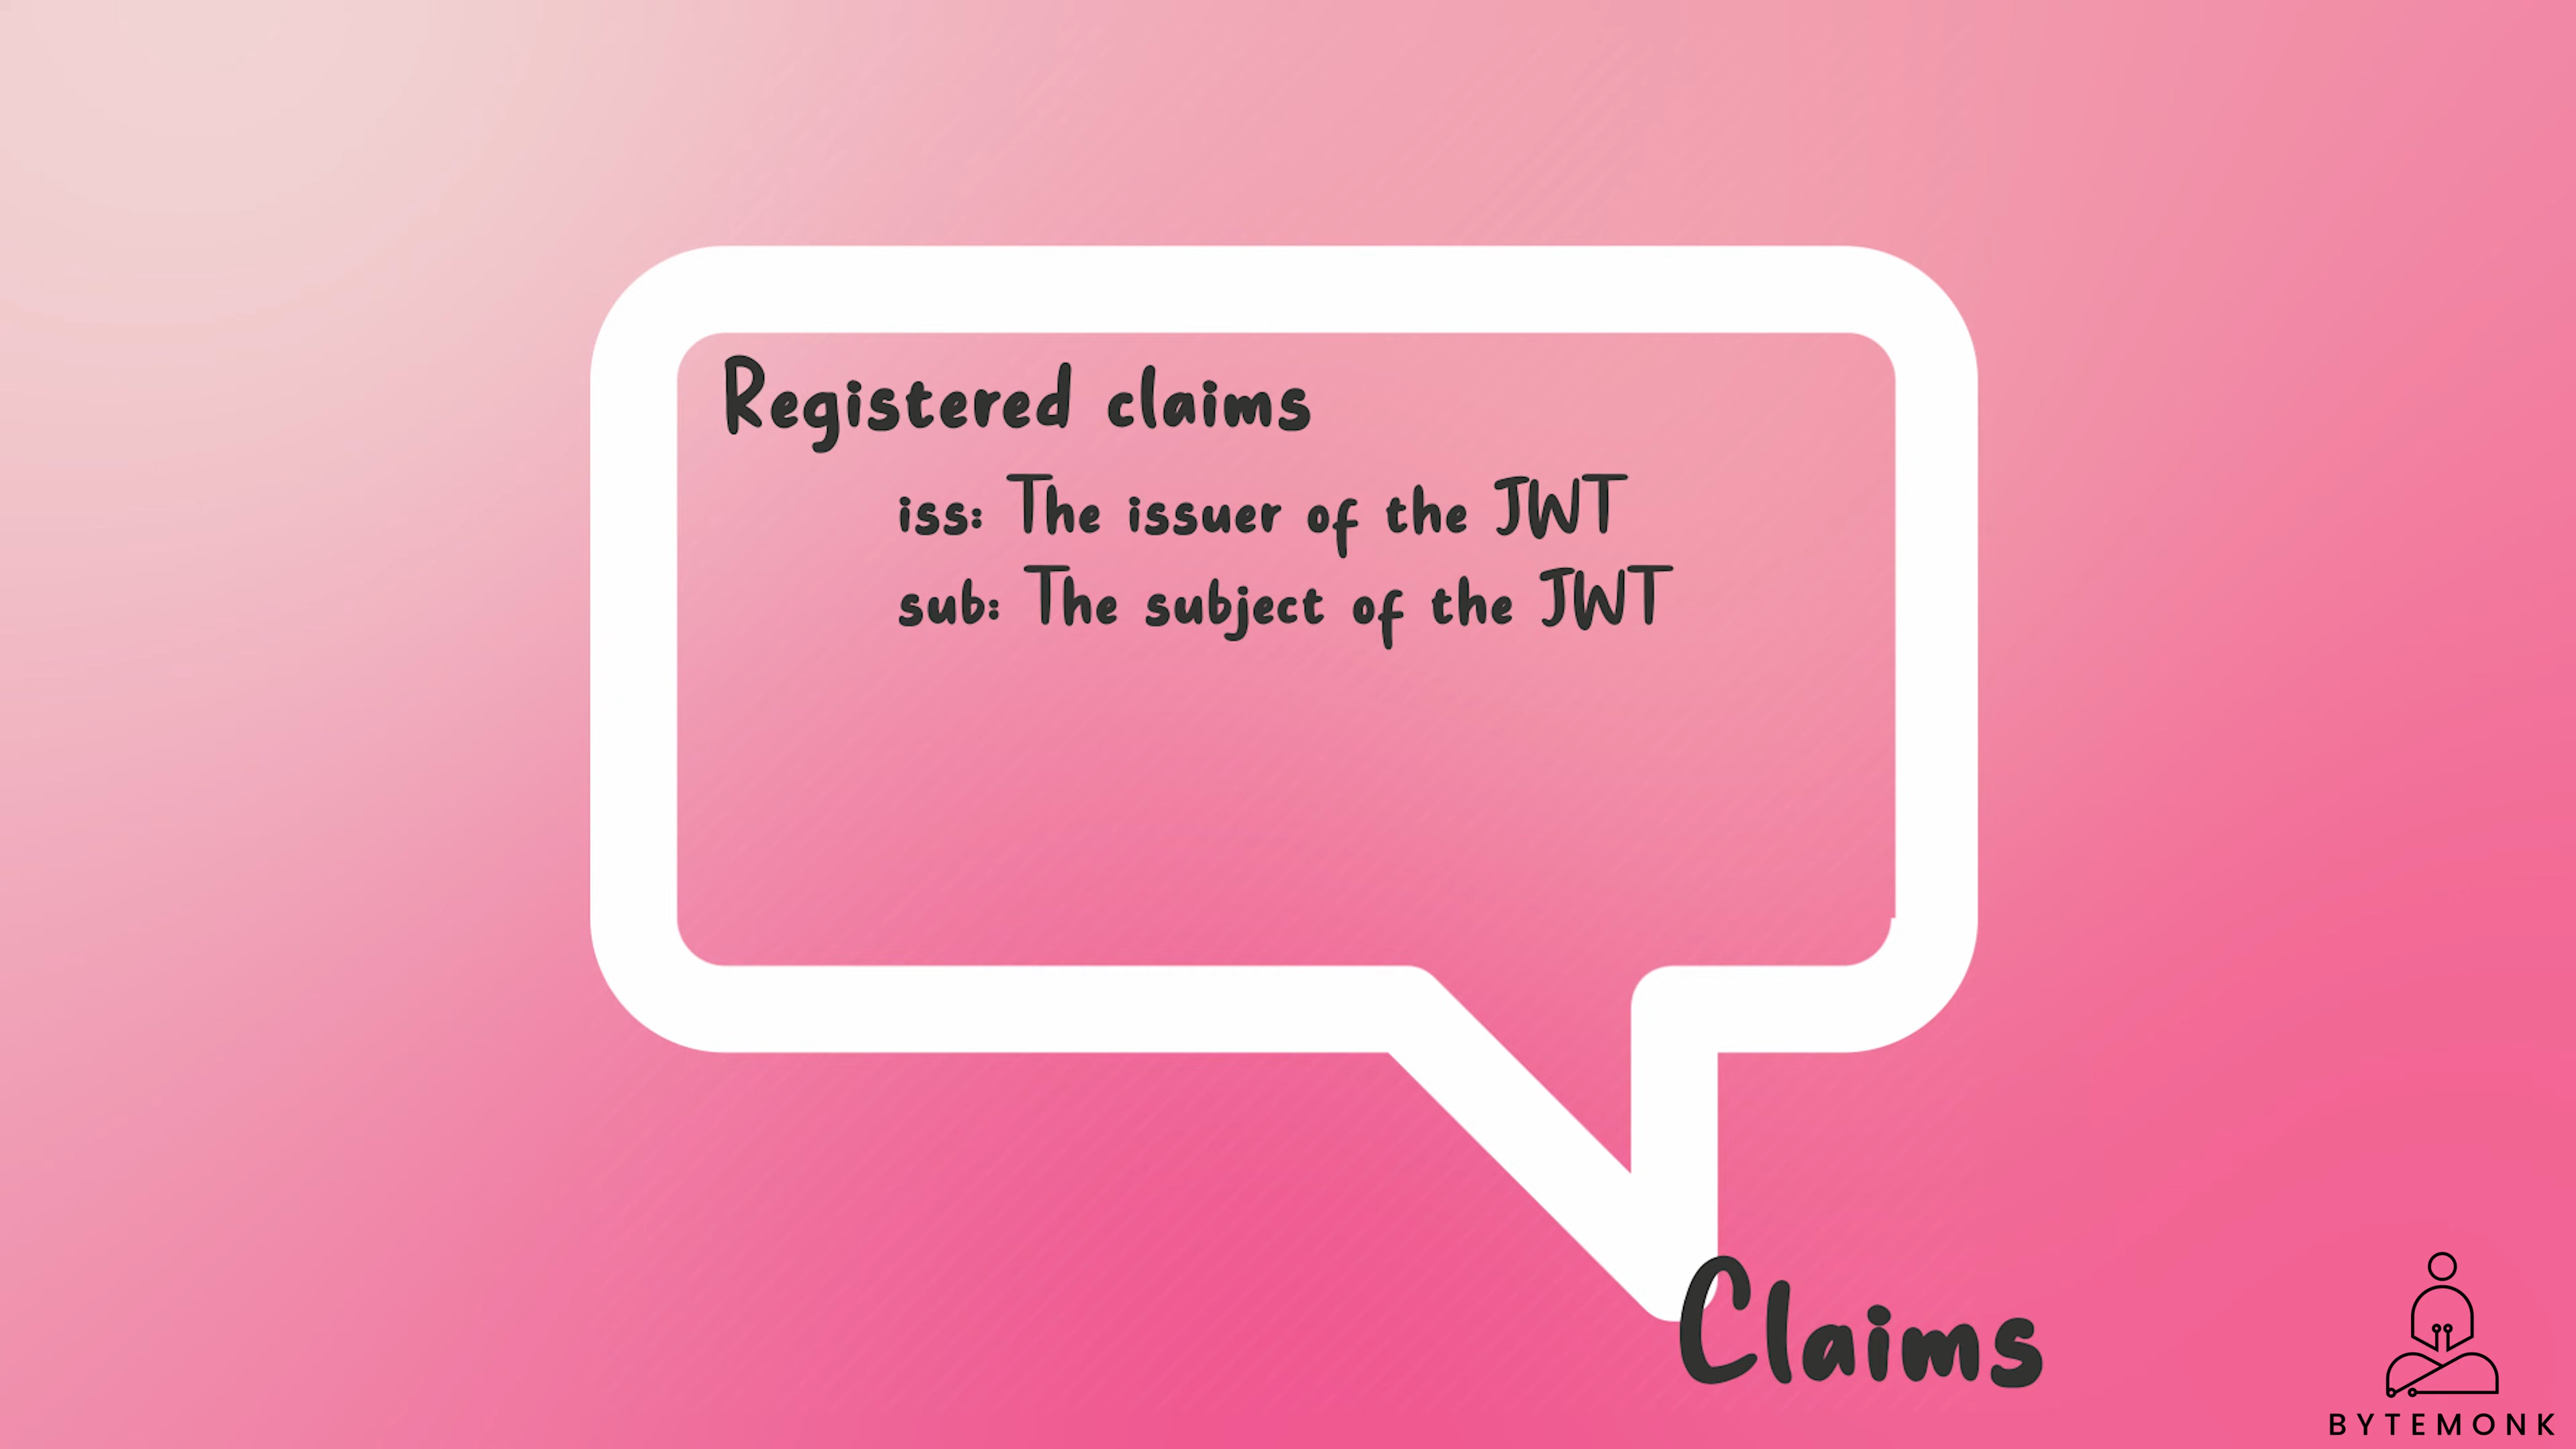 Registered claims
iss: The issuer of the JWT
sub: The subject of the JWT
Claims
BYTEMONK